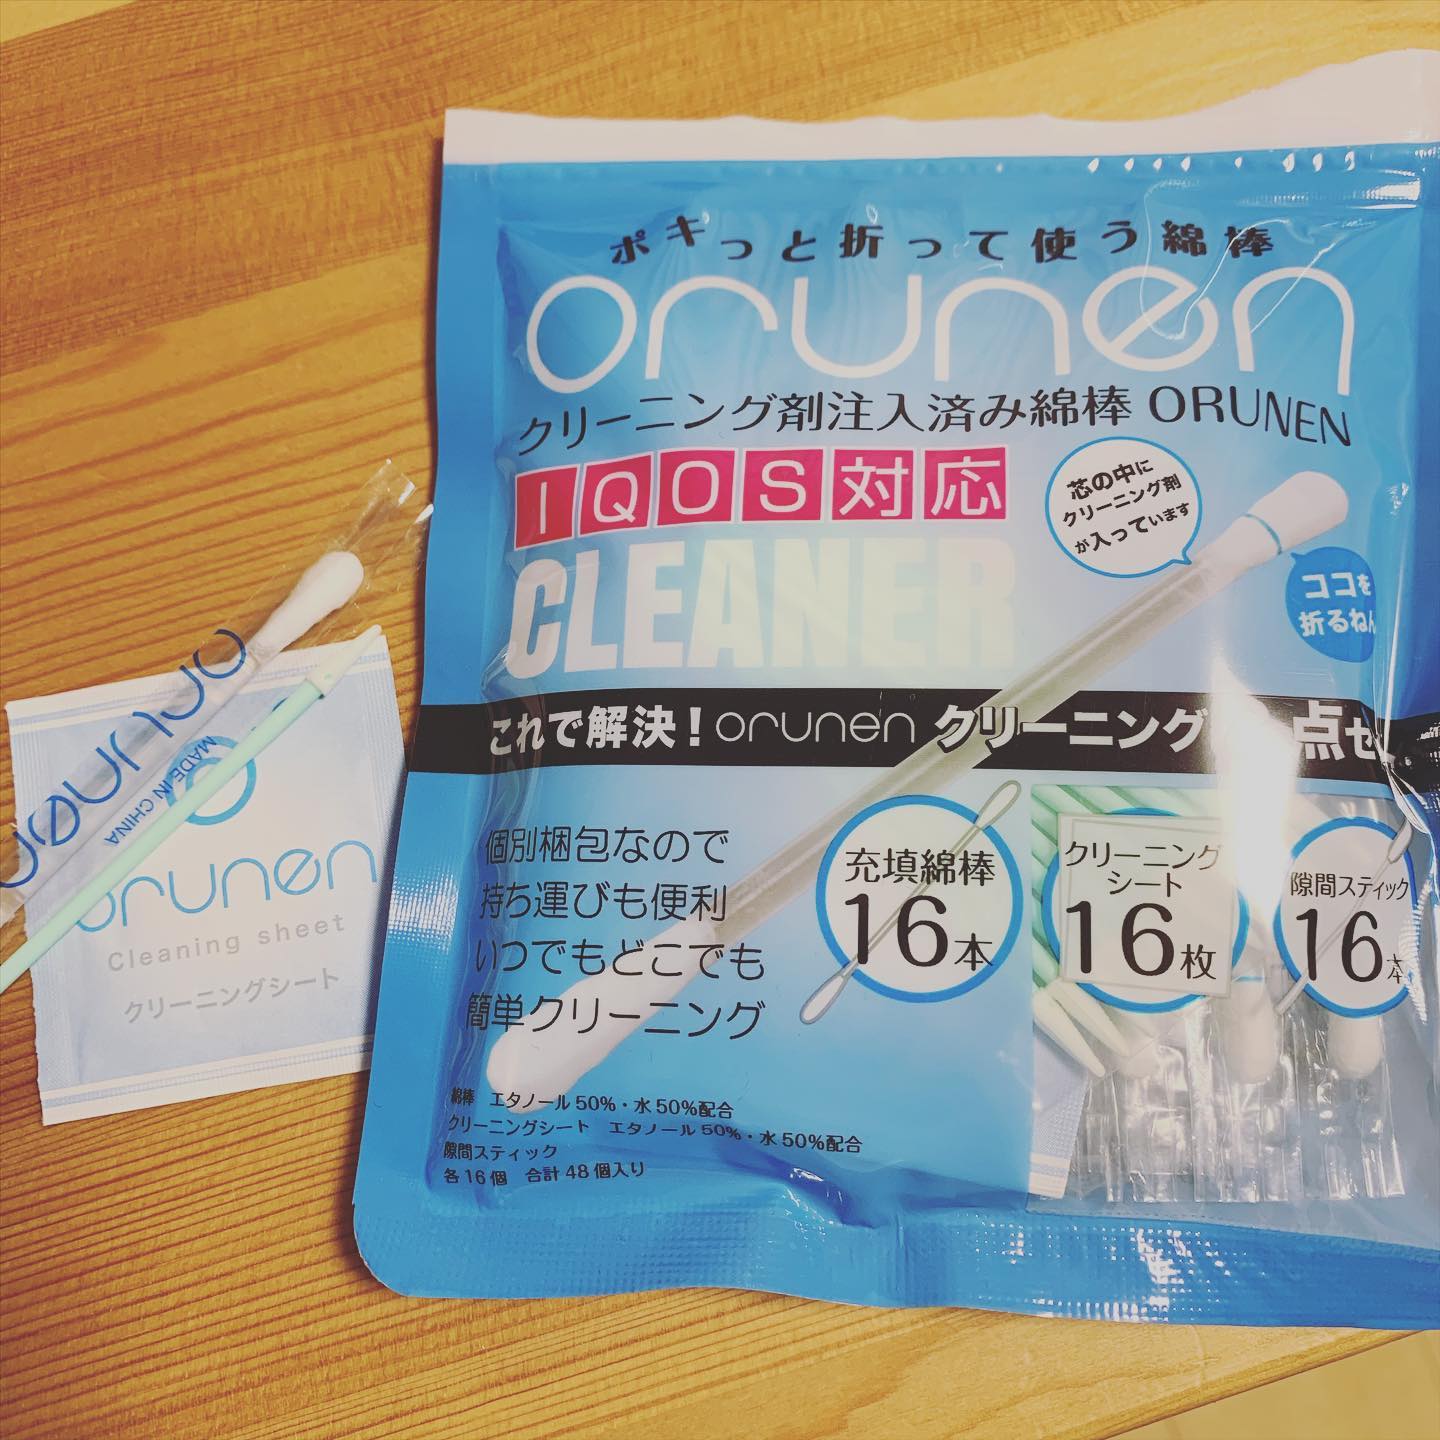 ポキっと折って使う綿棒
orunen
クリーニング剤注入済み綿棒 ORUNEN
IQOS対応
CLEANER
芯の中に
クリーニング剤
が入っています
ココを
折るねん
これで解決！orunen クリーニング 点セ
個別梱包なので
持ち運びも便利
いつでもどこでも
簡単クリーニング
充填綿棒
16本
クリーニング
シート
16枚
隙間スティック
16本
綿棒 エタノール50%・水50%配合
クリーニングシート エタノール50%・水50%配合
隙間スティック
各16個 合計48個入り
orunen
MADE IN CHINA
orunen
Cleaning sheet
クリーニングシート